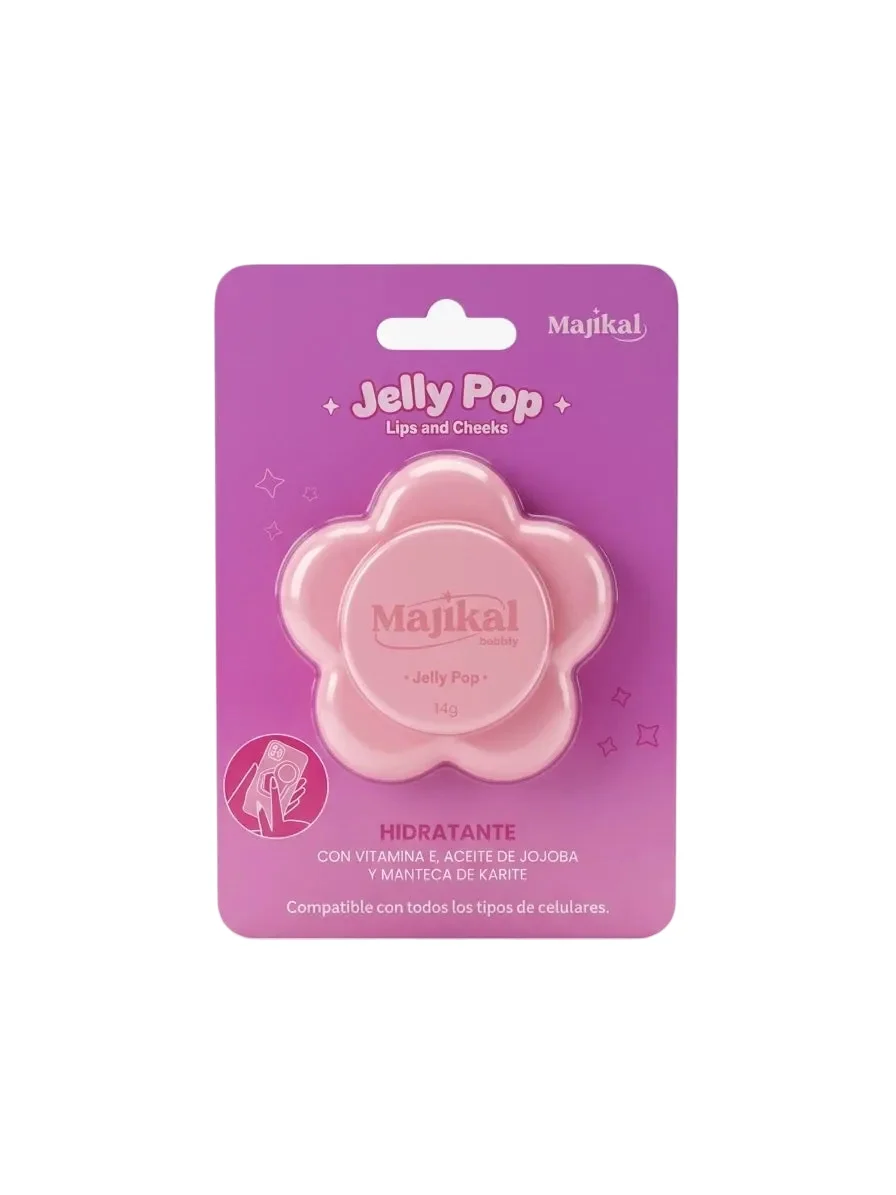 Majikal
Jelly Pop
Lips and Cheeks
Majikal
beably
• Jelly Pop •
14g
HIDRATANTE
CON VITAMINA E, ACEITE DE JOJOBA
Y MANTECA DE KARITE
Compatible con todos los tipos de celulares.